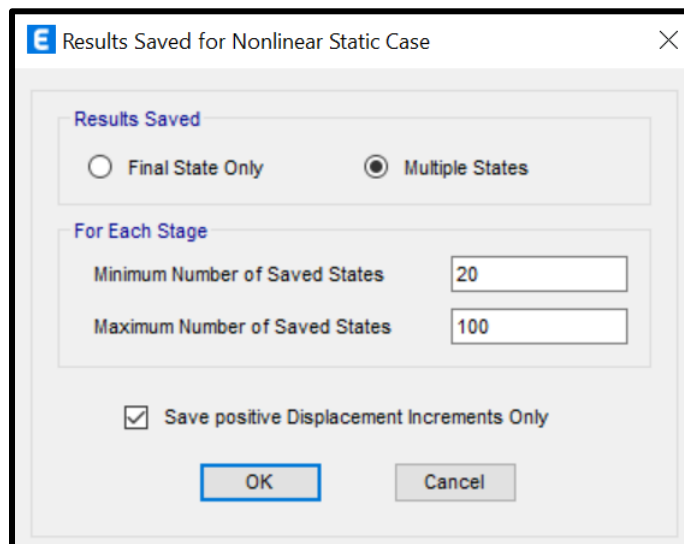 E Results Saved for Nonlinear Static Case
Results Saved
Final State Only Multiple States
For Each Stage
Minimum Number of Saved States 20
Maximum Number of Saved States 100
Save positive Displacement Increments Only
OK Cancel